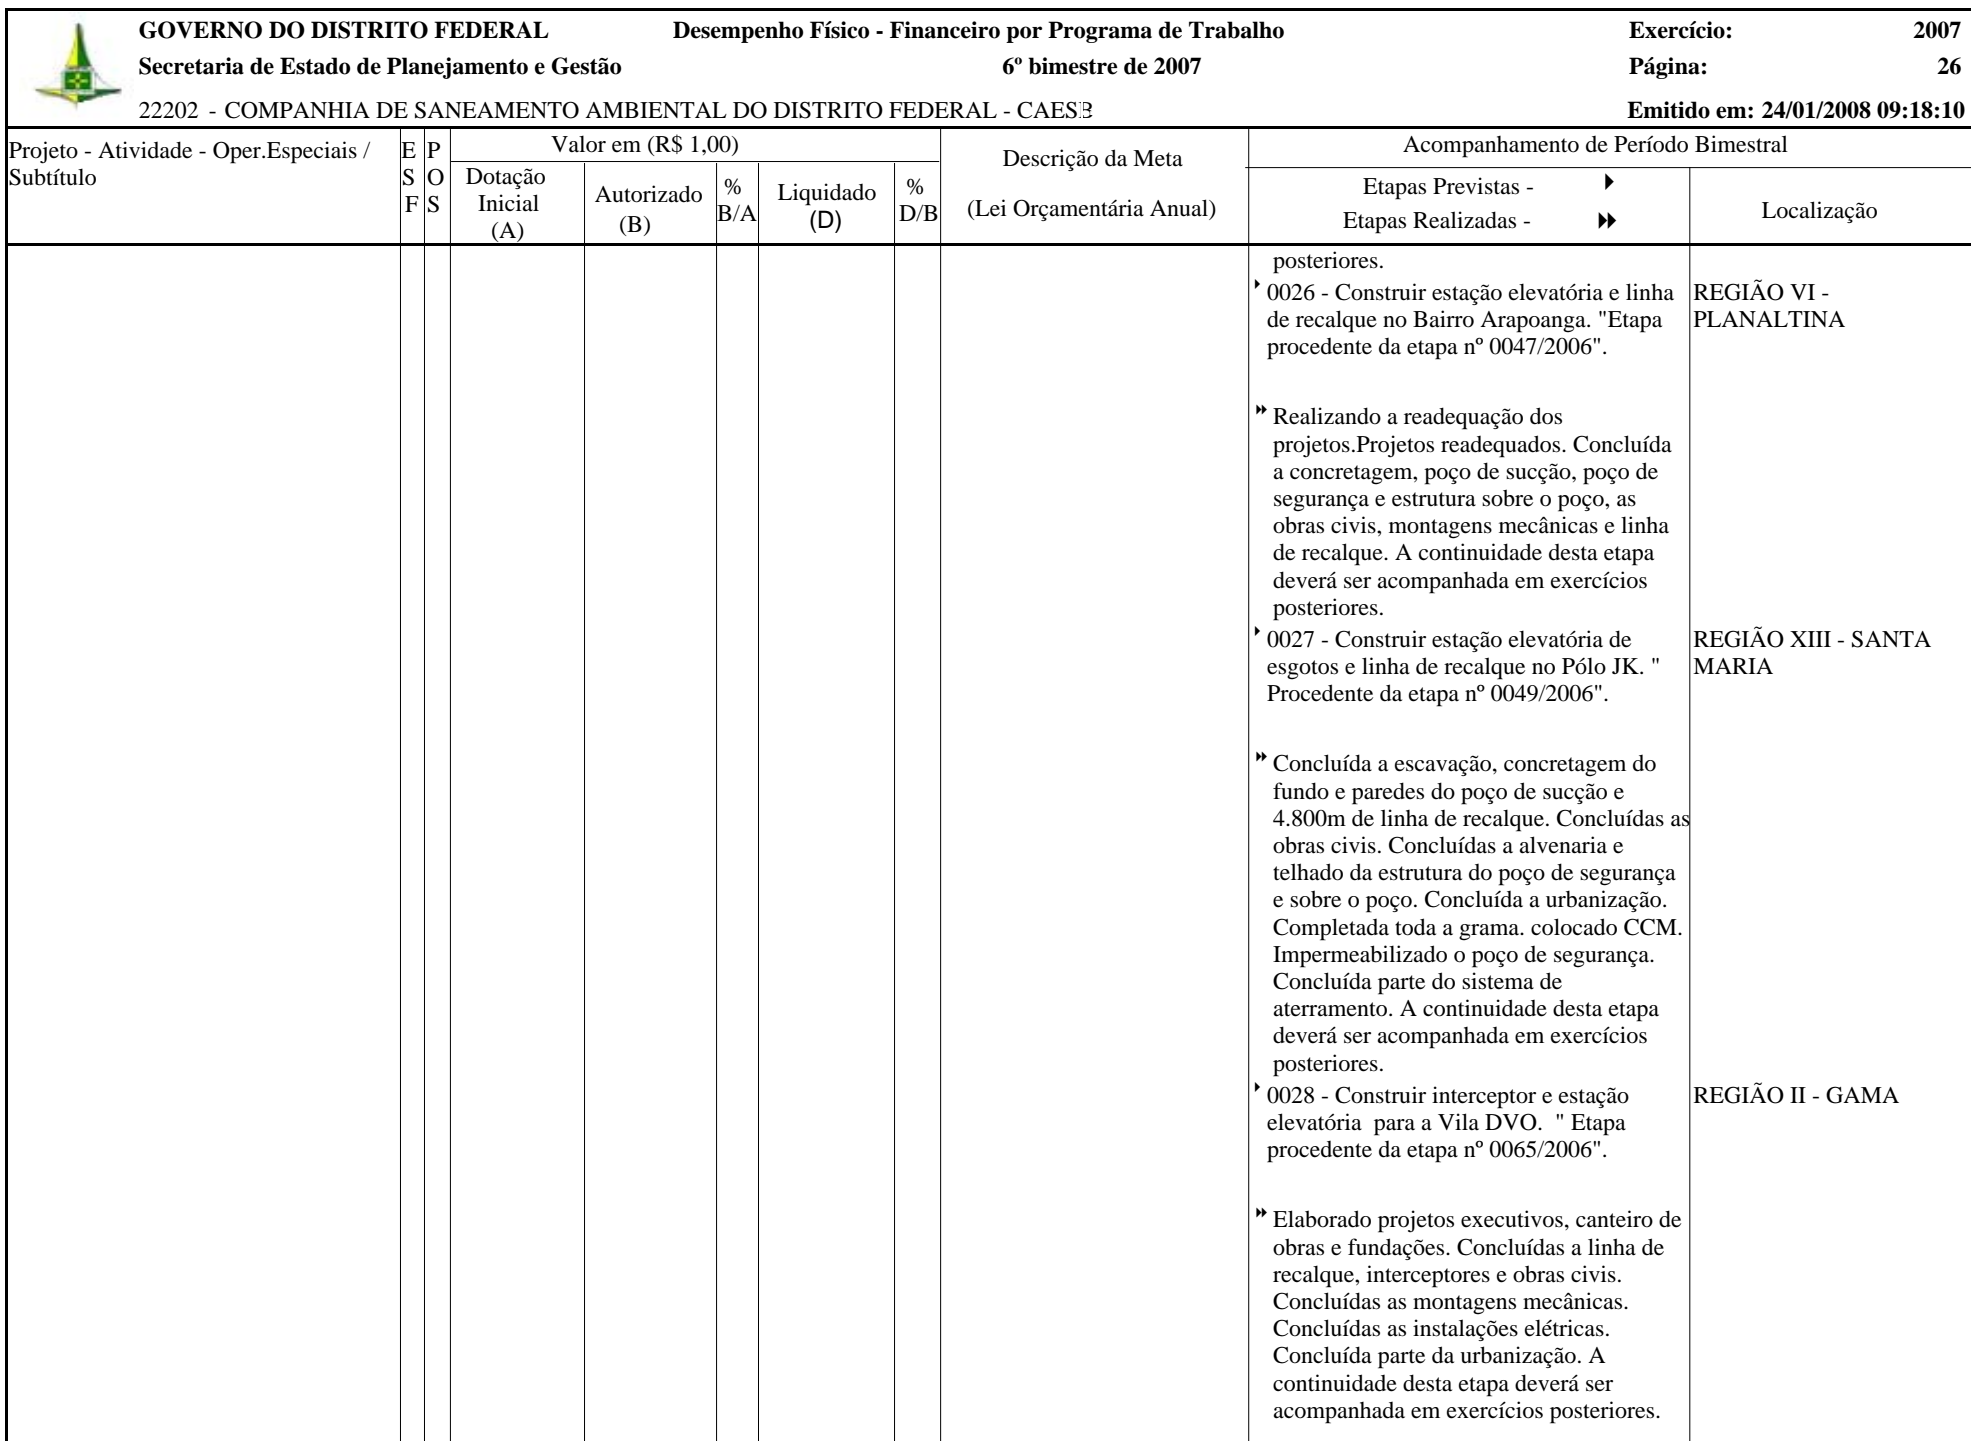 GOVERNO DO DISTRITO FEDERAL Desempenho Físico - Financeiro por Programa de Trabalho Exercício: 2007
Secretaria de Estado de Planejamento e Gestão 6º bimestre de 2007 Página: 26
22202 - COMPANHIA DE SANEAMENTO AMBIENTAL DO DISTRITO FEDERAL - CAESB Emitido em: 24/01/2008 09:18:10
Projeto - Atividade - Oper.Especiais /
Subtítulo
E
S
F
P
O
S
Valor em (R$ 1,00)
Dotação
Inicial
(A)
Autorizado
(B)
%
B/A
Liquidado
(D)
%
D/B
Descrição da Meta
(Lei Orçamentária Anual)
Acompanhamento de Período Bimestral
Etapas Previstas -
Etapas Realizadas -
Localização
posteriores.
0026 - Construir estação elevatória e linha
de recalque no Bairro Arapoanga. "Etapa
procedente da etapa nº 0047/2006".
REGIÃO VI -
PLANALTINA
Realizando a readequação dos
projetos.Projetos readequados. Concluída
a concretagem, poço de sucção, poço de
segurança e estrutura sobre o poço, as
obras civis, montagens mecânicas e linha
de recalque. A continuidade desta etapa
deverá ser acompanhada em exercícios
posteriores.
0027 - Construir estação elevatória de
esgotos e linha de recalque no Pólo JK. "
Procedente da etapa nº 0049/2006".
REGIÃO XIII - SANTA
MARIA
Concluída a escavação, concretagem do
fundo e paredes do poço de sucção e
4.800m de linha de recalque. Concluídas as
obras civis. Concluídas a alvenaria e
telhado da estrutura do poço de segurança
e sobre o poço. Concluída a urbanização.
Completada toda a grama. colocado CCM.
Impermeabilizado o poço de segurança.
Concluída parte do sistema de
aterramento. A continuidade desta etapa
deverá ser acompanhada em exercícios
posteriores.
0028 - Construir interceptor e estação
elevatória  para a Vila DVO.  " Etapa
procedente da etapa nº 0065/2006".
REGIÃO II - GAMA
Elaborado projetos executivos, canteiro de
obras e fundações. Concluídas a linha de
recalque, interceptores e obras civis.
Concluídas as montagens mecânicas.
Concluídas as instalações elétricas.
Concluída parte da urbanização. A
continuidade desta etapa deverá ser
acompanhada em exercícios posteriores.